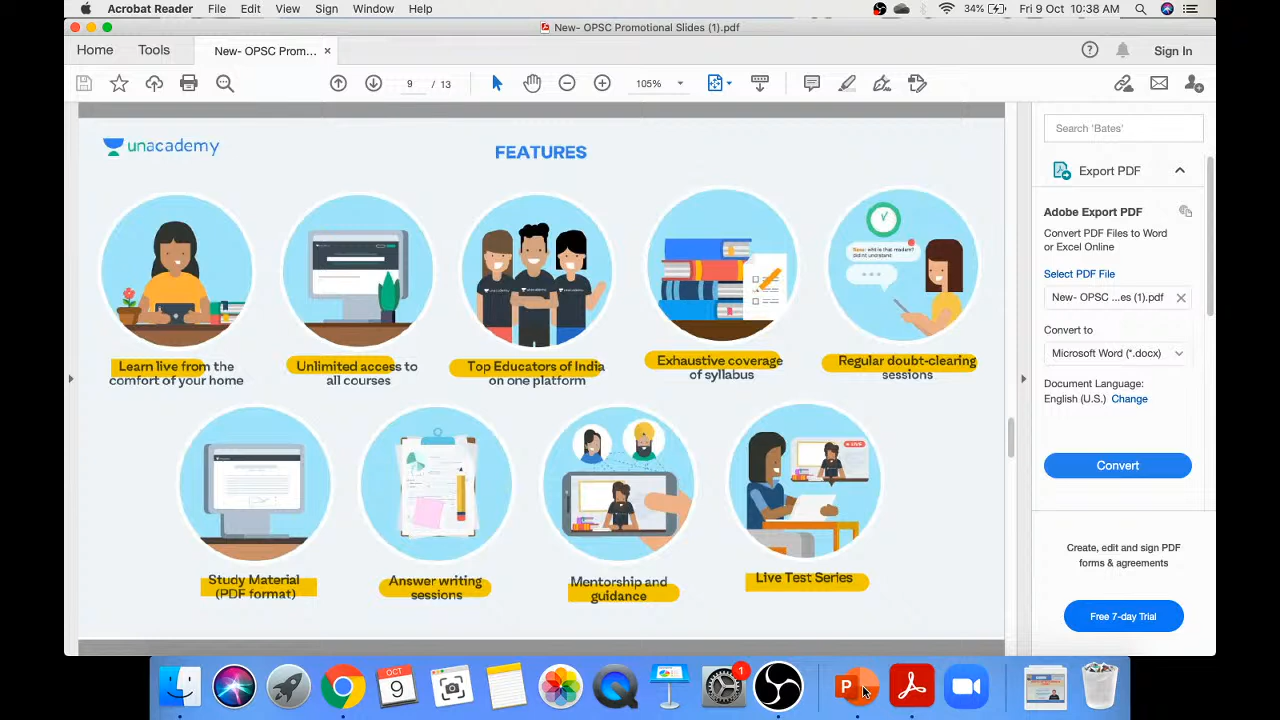 Acrobat Reader File Edit View Sign Window Help 34% Fri 9 Oct 10:38 AM
New- OPSC Promotional Slides (1).pdf
Home Tools New- OPSC Prom... × Sign In
9 / 13 105%
unacademy
FEATURES
Learn live from the
comfort of your home
Unlimited access to
all courses
Top Educators of India
on one platform
Exhaustive coverage
of syllabus
Regular doubt-clearing
sessions
Study Material
(PDF format)
Answer writing
sessions
Mentorship and
guidance
LIVE
Live Test Series
Search 'Bates'
Export PDF
Adobe Export PDF
Convert PDF Files to Word
or Excel Online
Select PDF File
New- OPSC ...es (1).pdf
Convert to
Microsoft Word (*.docx)
Document Language:
English (U.S.) Change
Convert
Create, edit and sign PDF
forms & agreements
Free 7-day Trial
OCT
9
1
P